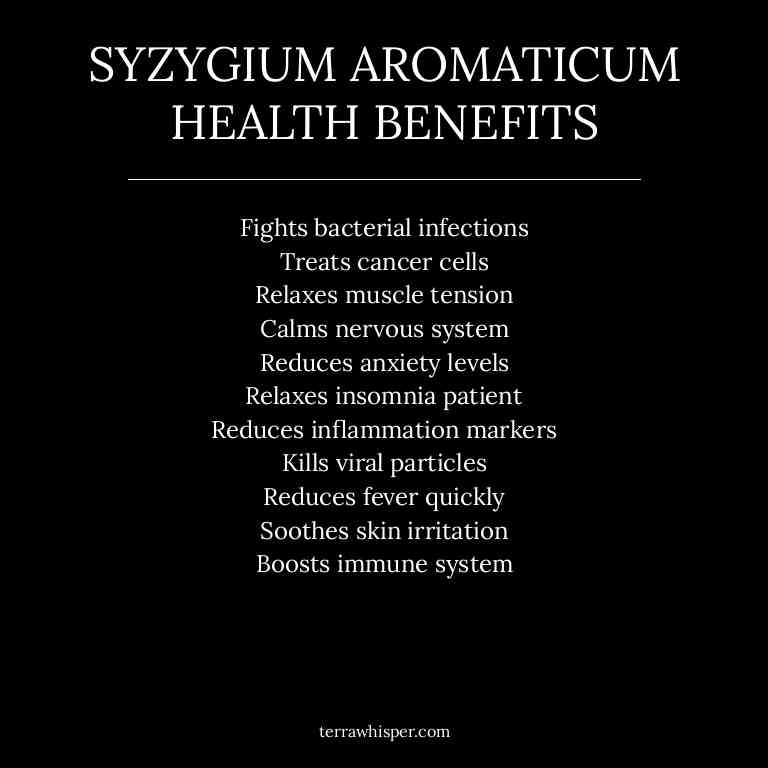 SYZYGIUM AROMATICUM
HEALTH BENEFITS
Fights bacterial infections
Treats cancer cells
Relaxes muscle tension
Calms nervous system
Reduces anxiety levels
Relaxes insomnia patient
Reduces inflammation markers
Kills viral particles
Reduces fever quickly
Soothes skin irritation
Boosts immune system
terrawhisper.com